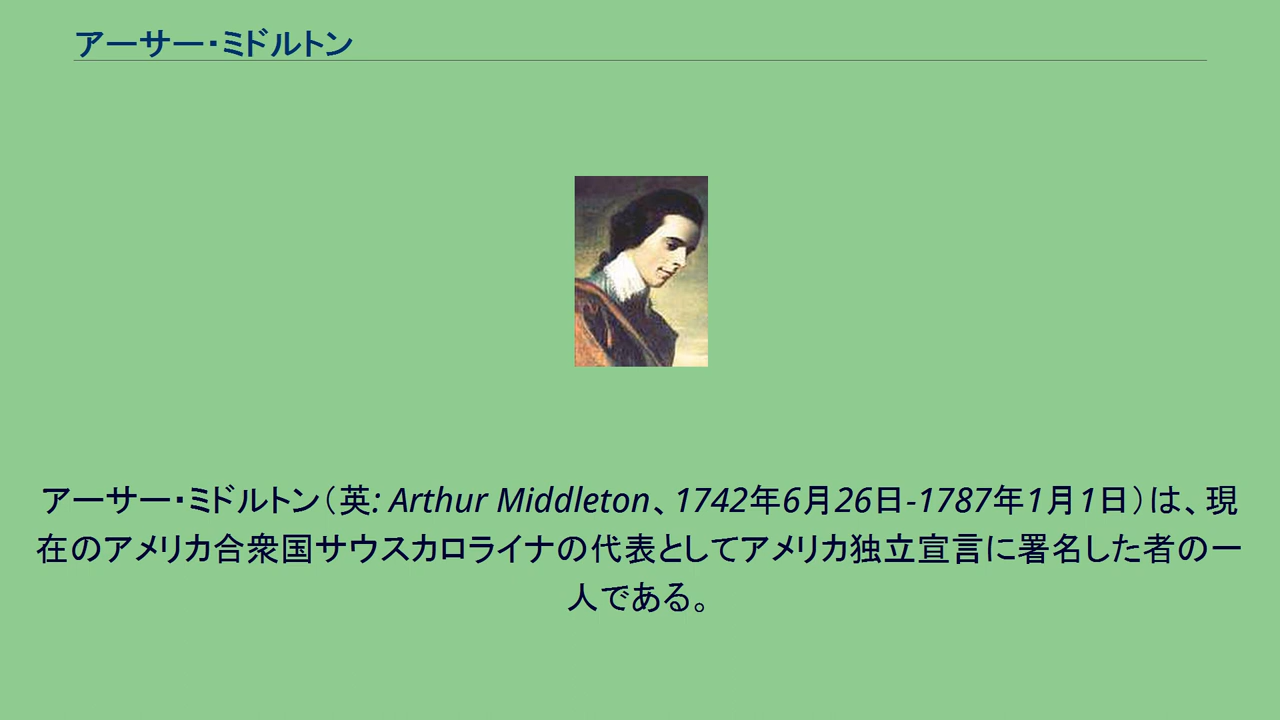 アーサー・ミドルトン
アーサー・ミドルトン（英: Arthur Middleton、1742年6月26日-1787年1月1日）は、現
在のアメリカ合衆国サウスカロライナの代表としてアメリカ独立宣言に署名した者の一
人である。